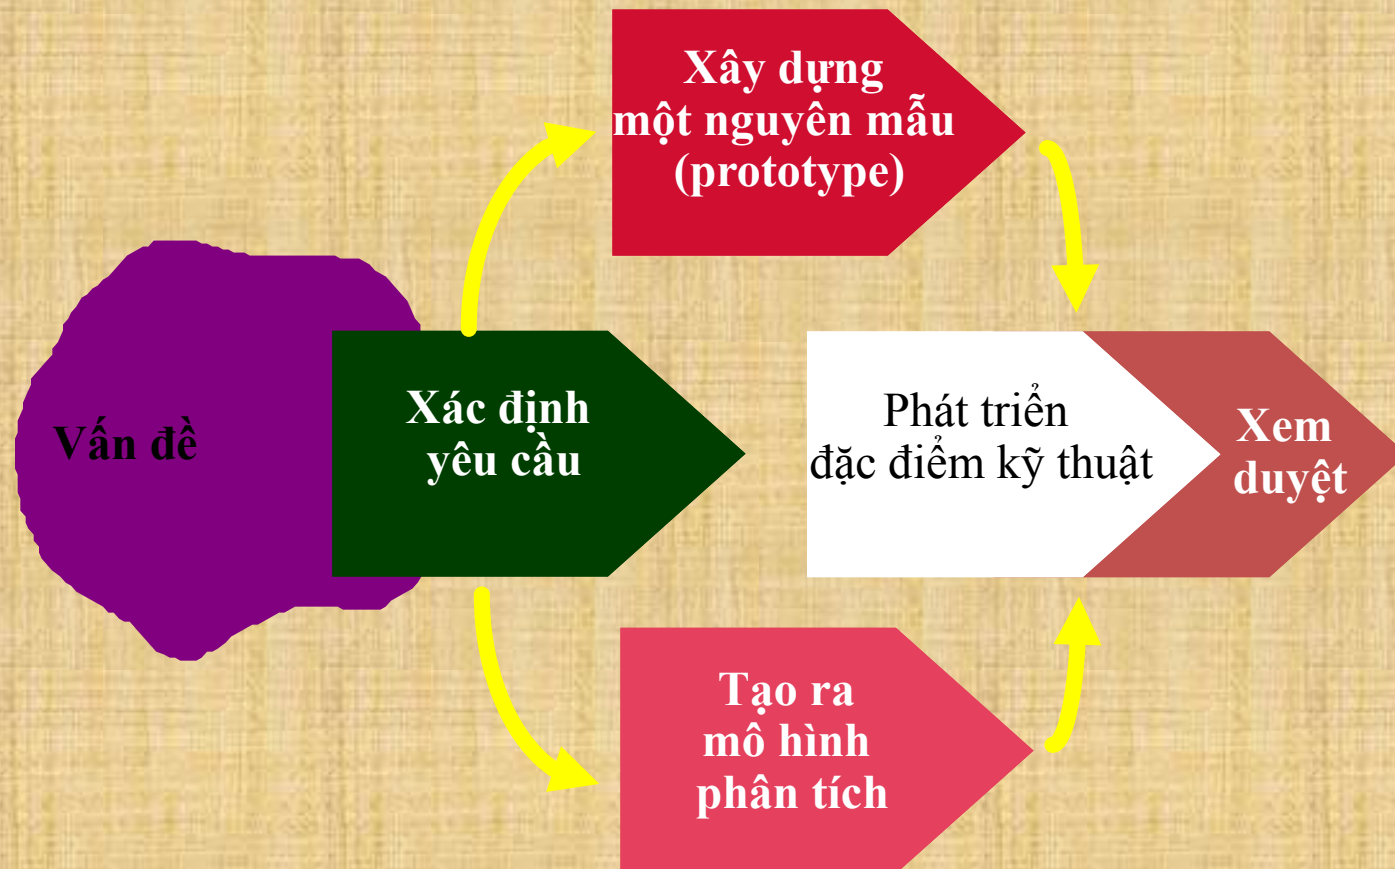 Xây dựng
một nguyên mẫu
(prototype)
Vấn đề
Xác định
yêu cầu
Phát triển
đặc điểm kỹ thuật
Xem
duyệt
Tạo ra
mô hình
phân tích